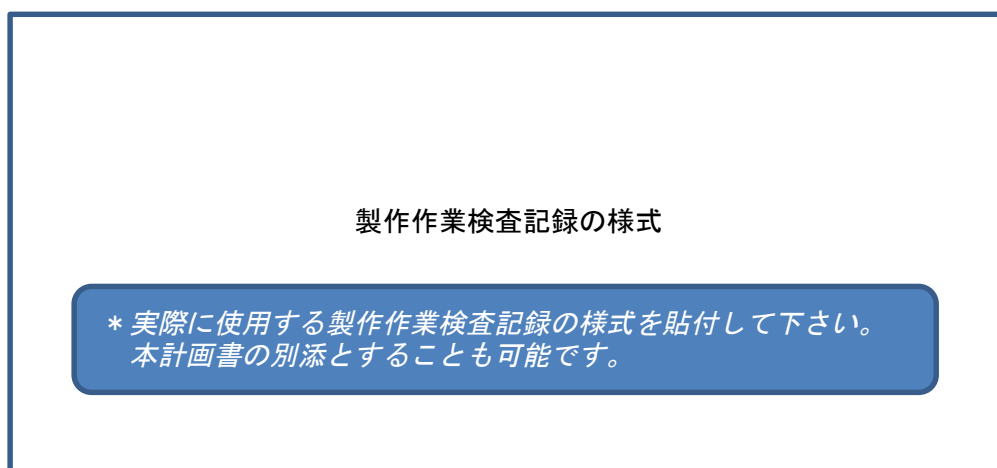 製作作業検査記録の様式
* 実際に使用する製作作業検査記録の様式を貼付して下さい。
本計画書の別添とすることも可能です。